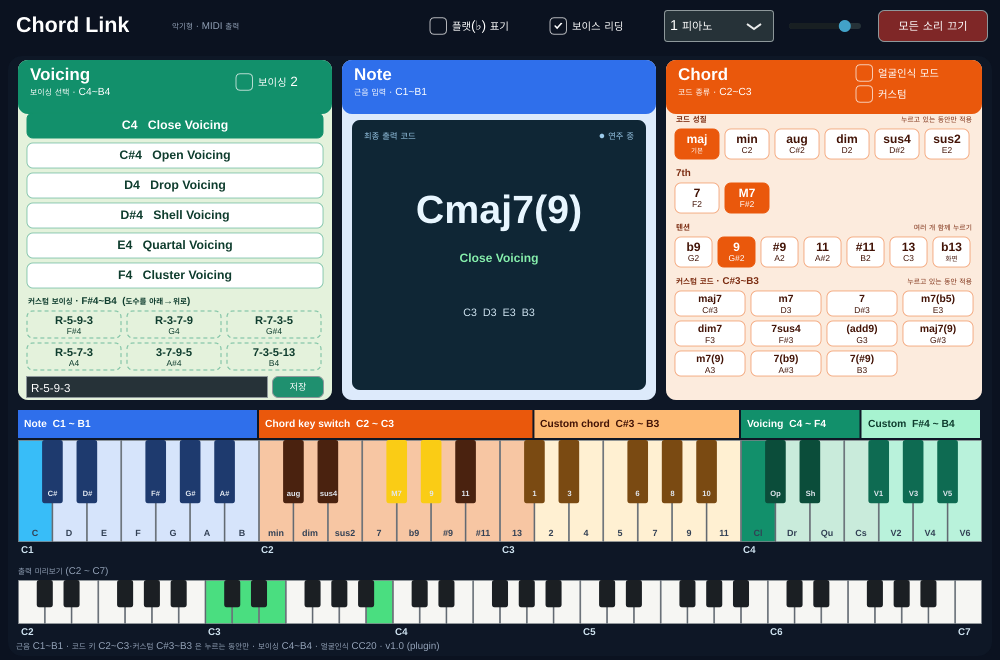 Chord Link
악기형 · MIDI 출력
플랫(♭) 표기
보이스 리딩
1 피아노
모든 소리 끄기
Voicing
보이싱 선택 · C4~B4
보이싱 2
C4 Close Voicing
C#4 Open Voicing
D4 Drop Voicing
D#4 Shell Voicing
E4 Quartal Voicing
F4 Cluster Voicing
커스텀 보이싱 · F#4~B4 (도수를 아래→위로)
R-5-9-3
F#4
R-3-7-9
G4
R-7-3-5
G#4
R-5-7-3
A4
3-7-9-5
A#4
7-3-5-13
B4
R-5-9-3
저장
Note
근음 입력 · C1~B1
최종 출력 코드
● 연주 중
Cmaj7(9)
Close Voicing
C3 D3 E3 B3
Chord
코드 종류 · C2~C3
얼굴인식 모드
커스텀
코드 성질
누르고 있는 동안만 적용
maj
기본
min
C2
aug
C#2
dim
D2
sus4
D#2
sus2
E2
7th
7
F2
M7
F#2
텐션
여러 개 함께 누르기
b9
G2
9
G#2
#9
A2
11
A#2
#11
B2
13
C3
b13
화면
커스텀 코드 · C#3~B3
누르고 있는 동안 적용
maj7
C#3
m7
D3
7
D#3
m7(b5)
E3
dim7
F3
7sus4
F#3
(add9)
G3
maj7(9)
G#3
m7(9)
A3
7(b9)
A#3
7(#9)
B3
Note C1 ~ B1
Chord key switch C2 ~ C3
Custom chord C#3 ~ B3
Voicing C4 ~ F4
Custom F#4 ~ B4
C# D# F# G# A# aug sus4 M7 9 11 1 3 6 8 10 Op Sh V1 V3 V5
C D E F G A B min dim sus2 7 b9 #9 #11 13 2 4 5 7 9 11 Cl Dr Qu Cs V2 V4 V6
C1 C2 C3 C4
출력 미리보기 (C2 ~ C7)
C2 C3 C4 C5 C6 C7
근음 C1~B1 · 코드 키 C2~C3·커스텀 C#3~B3 은 누르는 동안만 · 보이싱 C4~B4 · 얼굴인식 CC20 · v1.0 (plugin)